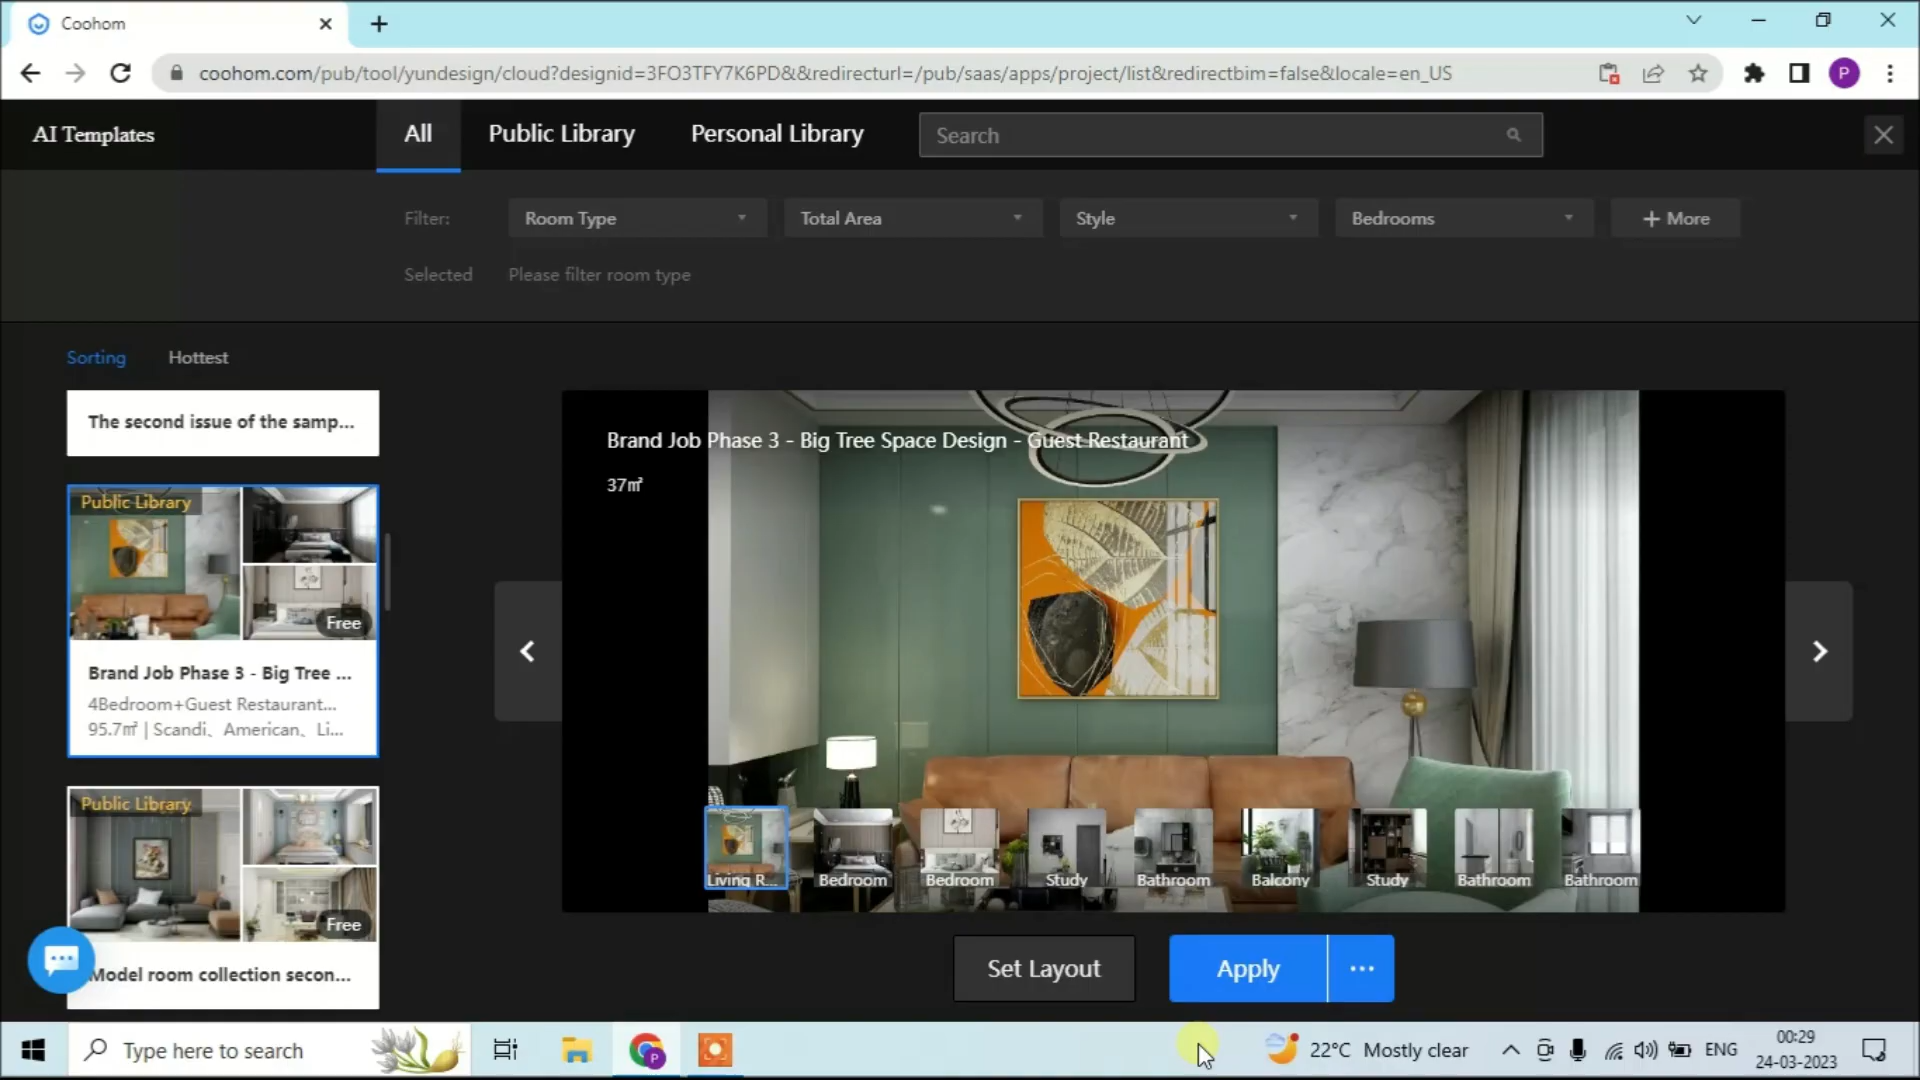 Coohom
coohom.com/pub/tool/yundesign/cloud?designid=3FO3TFY7K6PD&&redirecturl=/pub/saas/apps/project/list&redirectbim=false&locale=en_US
P
AI Templates
All
Public Library
Personal Library
Search
Filter:
Room Type
Total Area
Style
Bedrooms
+ More
Selected
Please filter room type
Sorting
Hottest
The second issue of the samp...
Public Library
Free
Brand Job Phase 3 - Big Tree ...
4Bedroom+Guest Restaurant...
95.7㎡ | Scandi、American、Li...
Public Library
Free
Model room collection secon...
Brand Job Phase 3 - Big Tree Space Design - Guest Restaurant
37㎡
Living R...
Bedroom
Bedroom
Study
Bathroom
Balcony
Study
Bathroom
Bathroom
Set Layout
Apply
...
Type here to search
P
22°C Mostly clear
ENG
00:29
24-03-2023